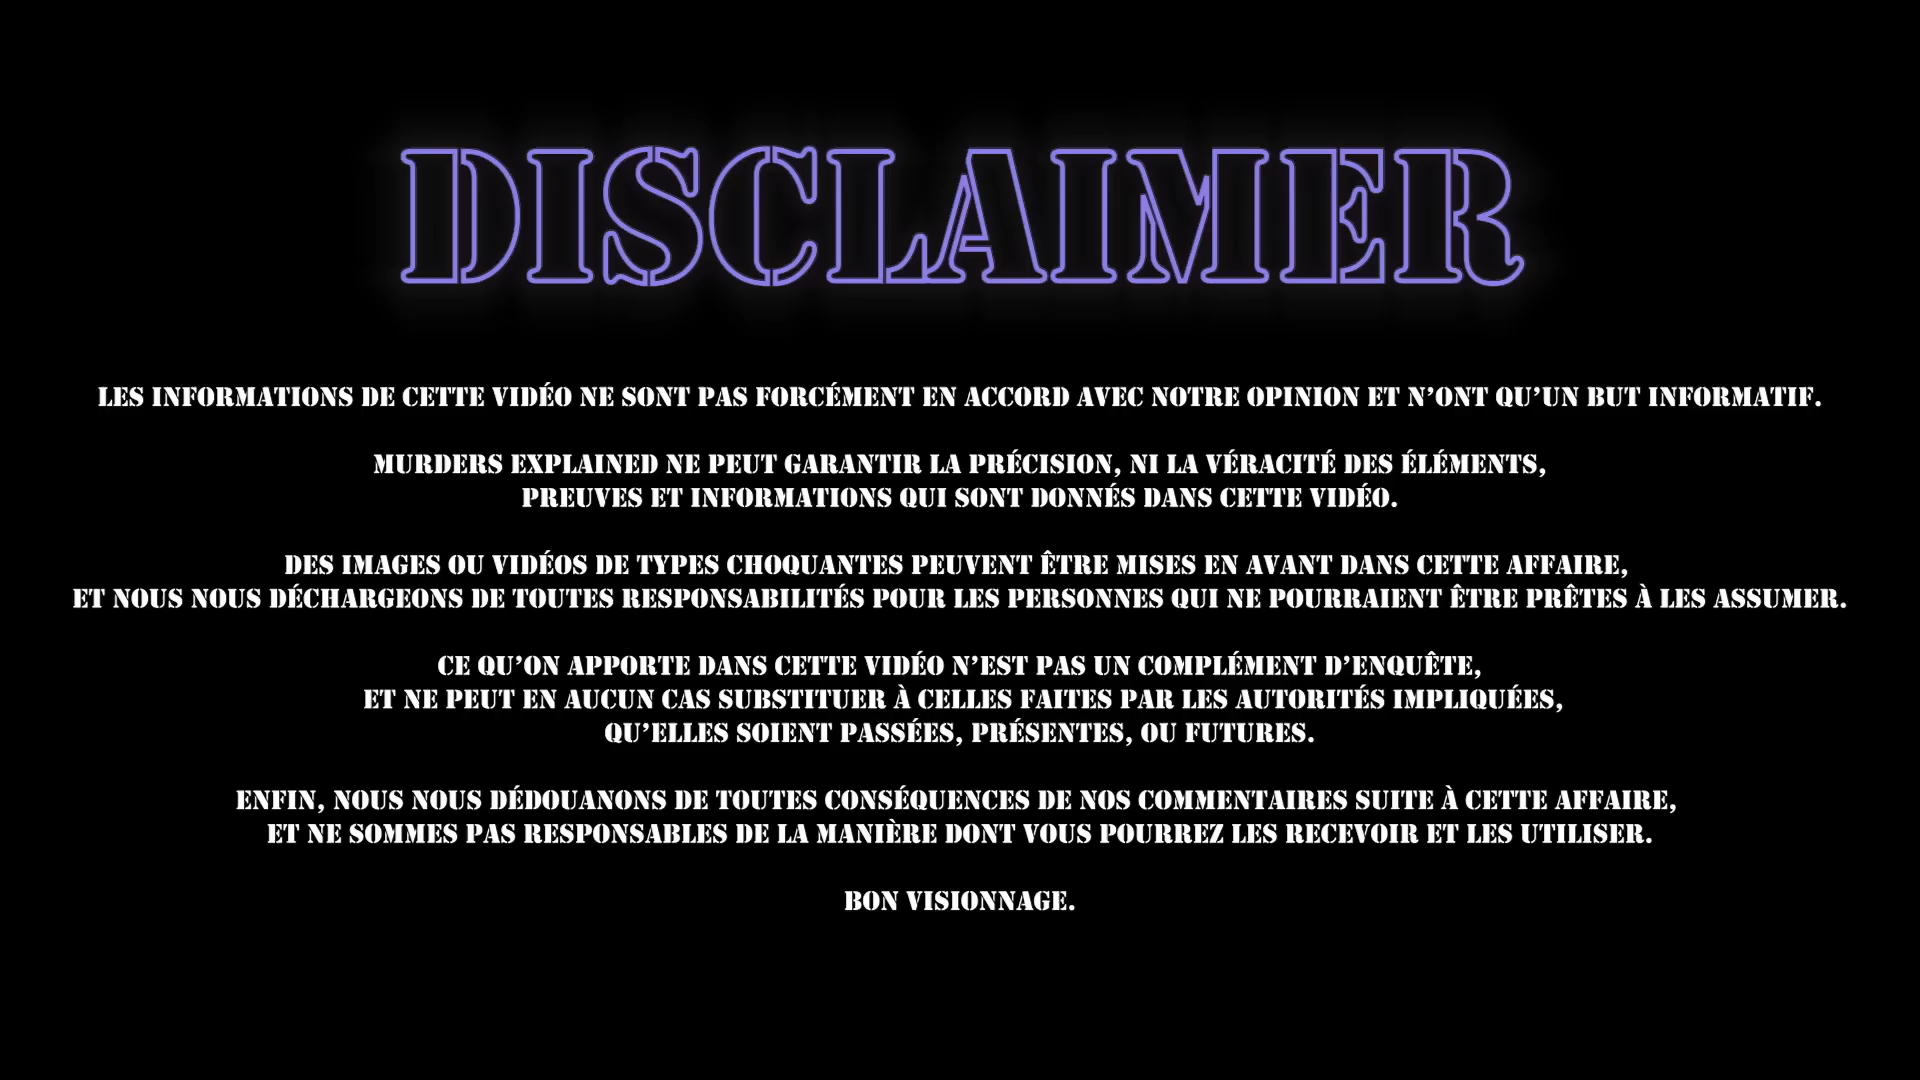 DISCLAIMER
LES INFORMATIONS DE CETTE VIDÉO NE SONT PAS FORCÉMENT EN ACCORD AVEC NOTRE OPINION ET N’ONT QU’UN BUT INFORMATIF.
MURDERS EXPLAINED NE PEUT GARANTIR LA PRÉCISION, NI LA VÉRACITÉ DES ÉLÉMENTS,
PREUVES ET INFORMATIONS QUI SONT DONNÉS DANS CETTE VIDÉO.
DES IMAGES OU VIDÉOS DE TYPES CHOQUANTES PEUVENT ÊTRE MISES EN AVANT DANS CETTE AFFAIRE,
ET NOUS NOUS DÉCHARGEONS DE TOUTES RESPONSABILITÉS POUR LES PERSONNES QUI NE POURRAIENT ÊTRE PRÊTES À LES ASSUMER.
CE QU’ON APPORTE DANS CETTE VIDÉO N’EST PAS UN COMPLÉMENT D’ENQUÊTE,
ET NE PEUT EN AUCUN CAS SUBSTITUER À CELLES FAITES PAR LES AUTORITÉS IMPLIQUÉES,
QU’ELLES SOIENT PASSÉES, PRÉSENTES, OU FUTURES.
ENFIN, NOUS NOUS DÉDOUANONS DE TOUTES CONSÉQUENCES DE NOS COMMENTAIRES SUITE À CETTE AFFAIRE,
ET NE SOMMES PAS RESPONSABLES DE LA MANIÈRE DONT VOUS POURREZ LES RECEVOIR ET LES UTILISER.
BON VISIONNAGE.